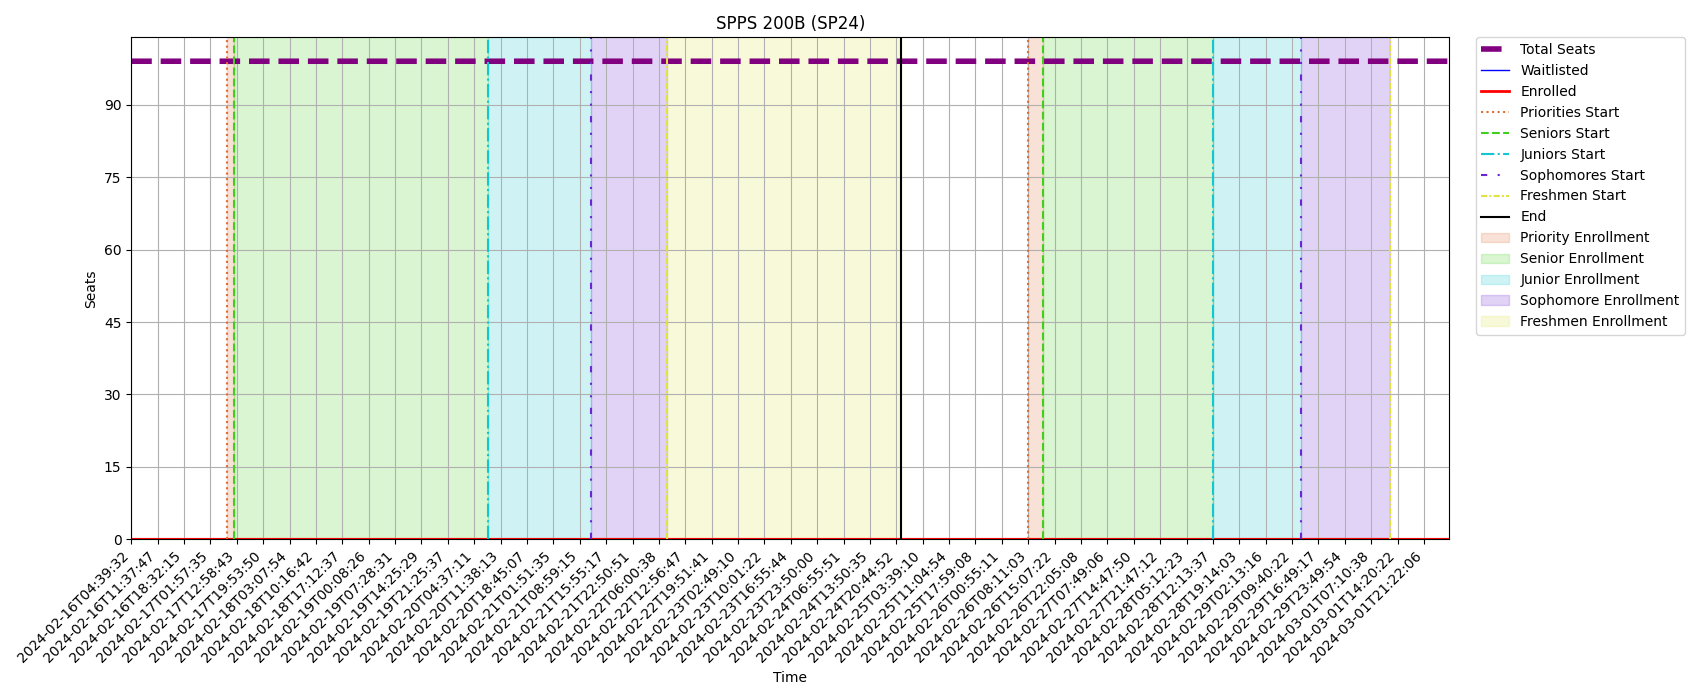 SPPS 200B (SP24)
Seats
90
75
60
45
30
15
0
2024-02-16T04:39:32
2024-02-16T11:37:47
2024-02-16T18:32:15
2024-02-17T01:57:35
2024-02-17T12:58:43
2024-02-17T19:53:50
2024-02-18T03:07:54
2024-02-18T10:16:42
2024-02-18T17:12:37
2024-02-19T00:08:26
2024-02-19T07:28:31
2024-02-19T14:25:29
2024-02-19T21:25:37
2024-02-20T04:37:11
2024-02-20T11:38:13
2024-02-20T18:45:07
2024-02-21T01:51:35
2024-02-21T08:59:15
2024-02-21T15:55:17
2024-02-21T22:50:51
2024-02-22T06:00:38
2024-02-22T12:56:47
2024-02-22T19:51:41
2024-02-23T02:49:10
2024-02-23T10:01:22
2024-02-23T16:55:44
2024-02-23T23:50:00
2024-02-24T06:55:51
2024-02-24T13:50:35
2024-02-24T20:44:52
2024-02-25T03:39:10
2024-02-25T11:04:54
2024-02-25T17:59:08
2024-02-26T00:55:11
2024-02-26T08:11:03
2024-02-26T15:07:22
2024-02-26T22:05:08
2024-02-27T07:49:06
2024-02-27T14:47:50
2024-02-27T21:47:12
2024-02-28T05:12:23
2024-02-28T12:13:37
2024-02-28T19:14:03
2024-02-29T02:13:16
2024-02-29T09:40:22
2024-02-29T16:49:17
2024-02-29T23:49:54
2024-03-01T07:10:38
2024-03-01T14:20:22
2024-03-01T21:22:06
Time
Total Seats
Waitlisted
Enrolled
Priorities Start
Seniors Start
Juniors Start
Sophomores Start
Freshmen Start
End
Priority Enrollment
Senior Enrollment
Junior Enrollment
Sophomore Enrollment
Freshmen Enrollment